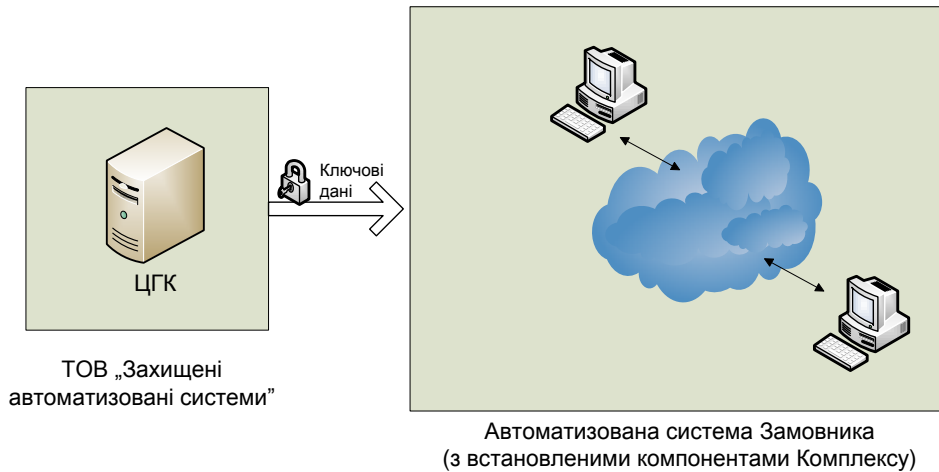 Ключові
дані
ЦГК
ТОВ „Захищені
автоматизовані системи”
Автоматизована система Замовника
(з встановленими компонентами Комплексу)